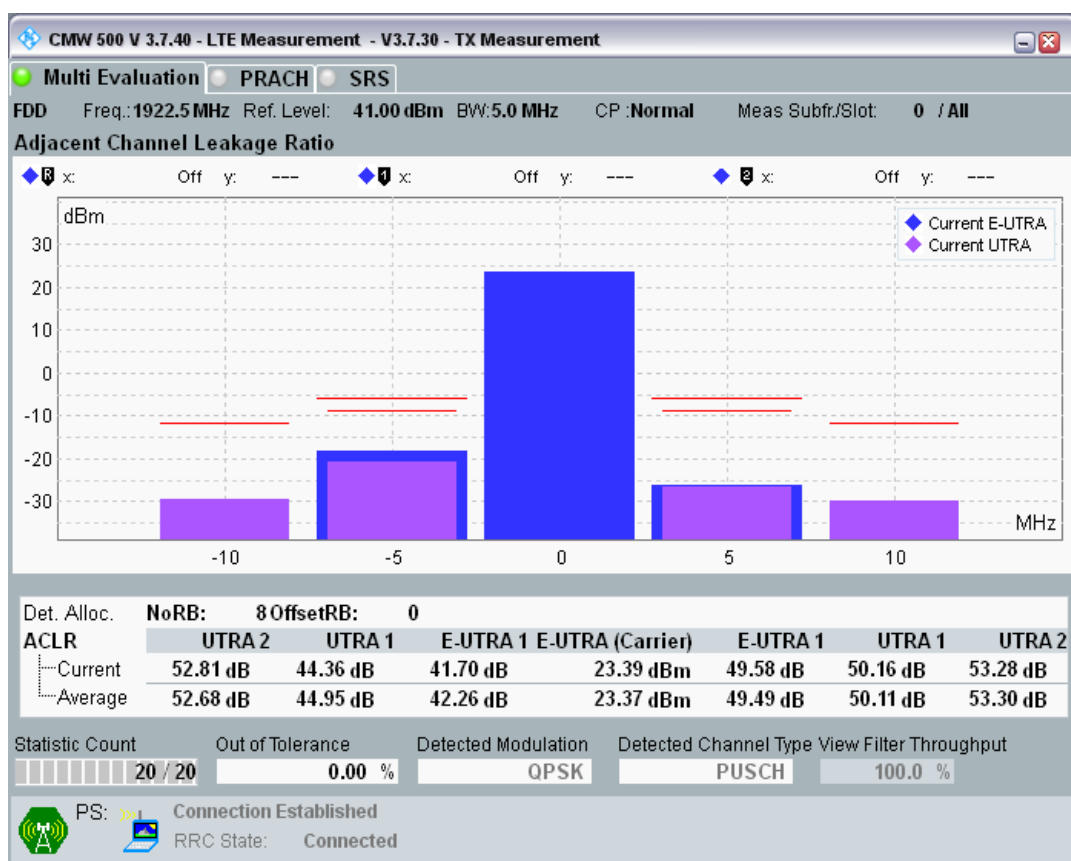 CMW 500 V 3.7.40 - LTE Measurement - V3.7.30 - TX Measurement
Multi Evaluation PRACH SRS
FDD Freq.: 1922.5 MHz Ref. Level: 41.00 dBm BW: 5.0 MHz CP : Normal Meas Subfr./Slot: 0 / All
Adjacent Channel Leakage Ratio
R x: Off y: --- 1 x: Off y: --- 2 x: Off y: ---
dBm
Current E-UTRA
Current UTRA
30
20
10
0
-10
-20
-30
MHz
-10 -5 0 5 10
Det. Alloc. NoRB: 8 OffsetRB: 0
ACLR UTRA 2 UTRA 1 E-UTRA 1 E-UTRA (Carrier) E-UTRA 1 UTRA 1 UTRA 2
Current 52.81 dB 44.36 dB 41.70 dB 23.39 dBm 49.58 dB 50.16 dB 53.28 dB
Average 52.68 dB 44.95 dB 42.26 dB 23.37 dBm 49.49 dB 50.11 dB 53.30 dB
Statistic Count Out of Tolerance Detected Modulation Detected Channel Type View Filter Throughput
20 / 20 0.00 % QPSK PUSCH 100.0 %
PS: Connection Established
RRC State: Connected